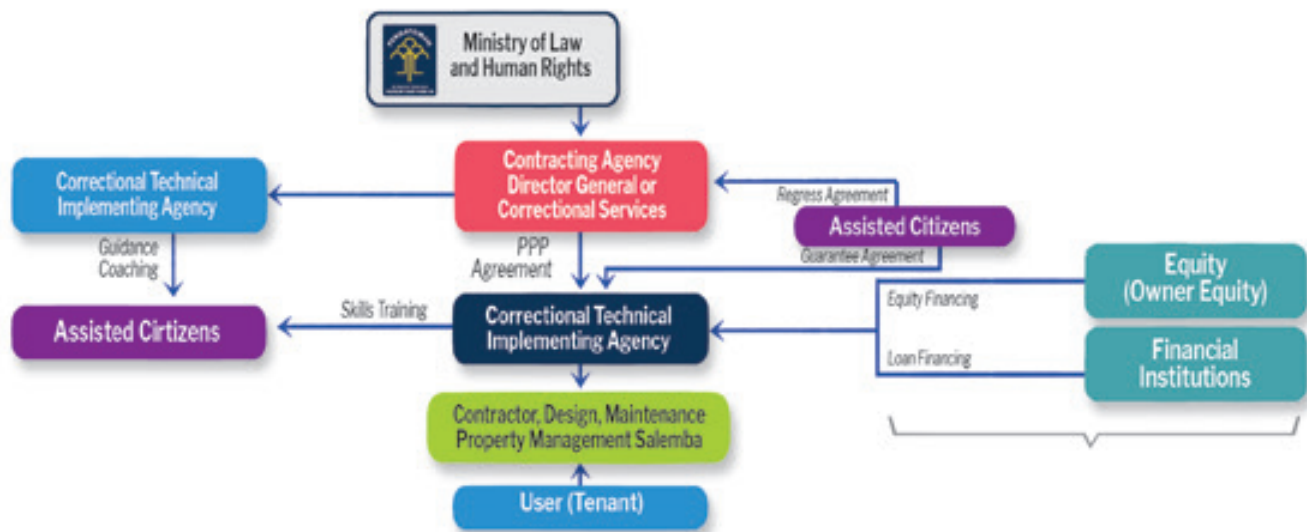 Ministry of Law
and Human Rights
Contracting Agency
Director General or
Correctional Services
Correctional Technical
Implementing Agency
Regress Agreement
Assisted Citizens
Guarantee Agreement
Guidance
Coaching
PPP
Agreement
Equity
(Owner Equity)
Equity Financing
Assisted Cirtizens
Skills Training
Correctional Technical
Implementing Agency
Loan Financing
Financial
Institutions
Contractor, Design, Maintenance
Property Management Salemba
User (Tenant)